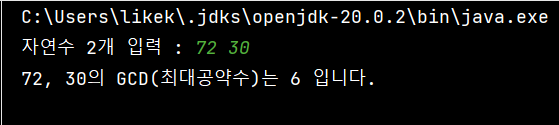 C:\Users\likek\.jdks\openjdk-20.0.2\bin\java.exe
자연수 2개 입력 : 72 30
72, 30의 GCD(최대공약수)는 6 입니다.